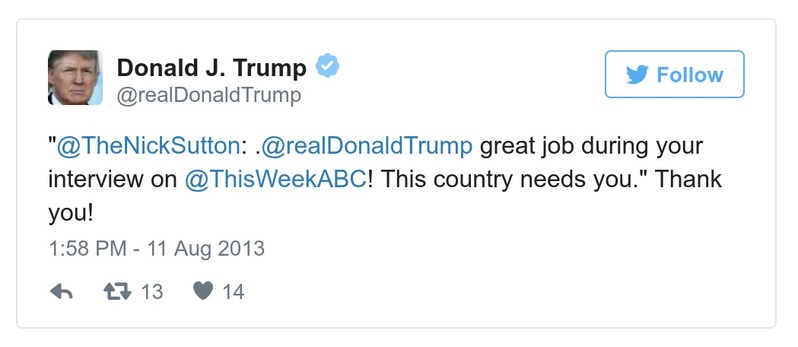 Donald J. Trump
@realDonaldTrump
Follow
"@TheNickSutton: .@realDonaldTrump great job during your
interview on @ThisWeekABC! This country needs you." Thank
you!
1:58 PM - 11 Aug 2013
13 14